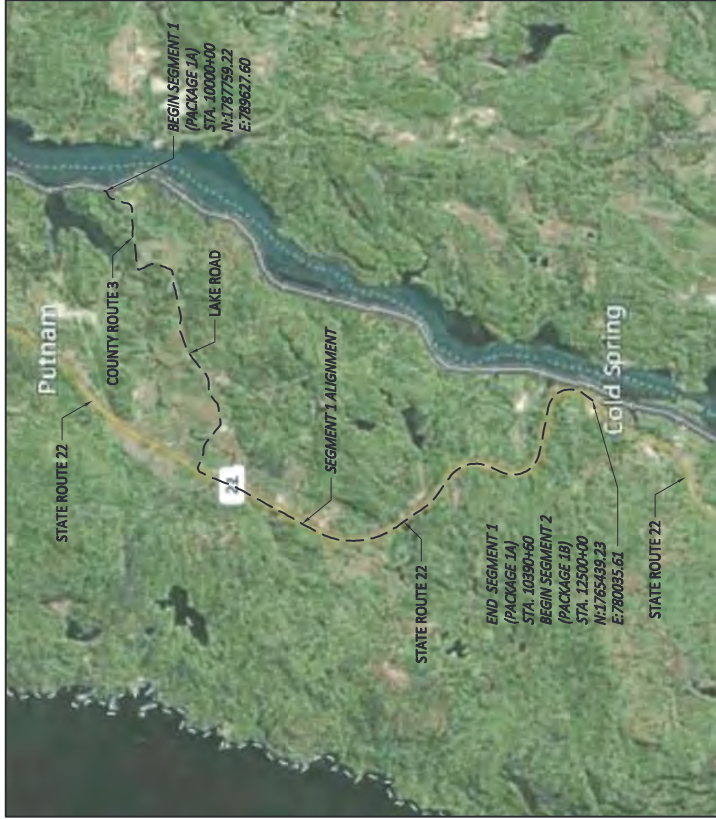 Putnam
STATE ROUTE 22
COUNTY ROUTE 3
BEGIN SEGMENT 1
(PACKAGE 1A)
STA. 10000+00
N:1787759.22
E:789627.60
LAKE ROAD
22
SEGMENT 1 ALIGNMENT
STATE ROUTE 22
END SEGMENT 1
(PACKAGE 1A)
STA. 10390+60
BEGIN SEGMENT 2
(PACKAGE 1B)
STA. 12500+00
N:1765439.23
E:780035.61
Cold Spring
STATE ROUTE 22